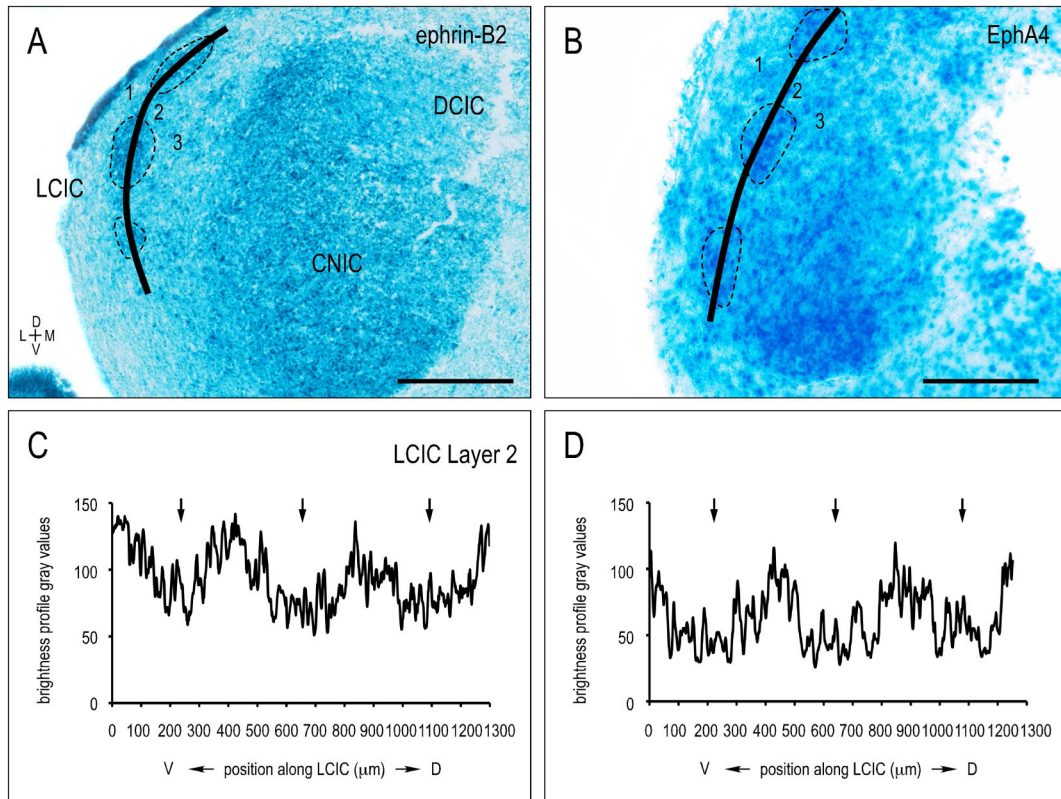 A
ephrin-B2
DCIC
1
2
3
LCIC
CNIC
D
L M
V
B
EphA4
1
2
3
C
LCIC Layer 2
brightness profile gray values
150
100
50
0
0 100 200 300 400 500 600 700 800 900 1000 1100 1200 1300
V ← position along LCIC (µm) → D
D
brightness profile gray values
150
100
50
0
0 100 200 300 400 500 600 700 800 900 1000 1100 1200 1300
V ← position along LCIC (µm) → D